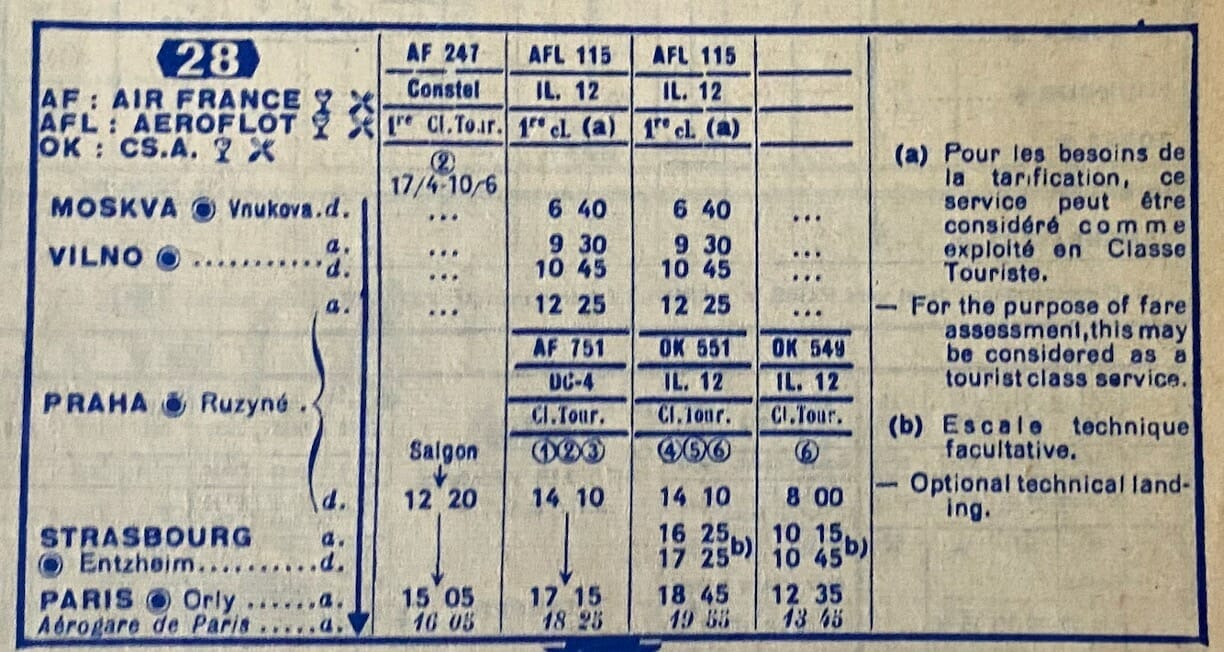 28 AF 247 AFL 115 AFL 115
AF : AIR FRANCE Constel IL. 12 IL. 12
AFL : AEROFLOT 1re Cl.Tour. 1re cl. (a) 1re cl. (a)
OK : CS.A.
②
17/4-10/6
MOSKVA Vnukova.d. ... 6 40 6 40 ...
VILNO ............ a. ... 9 30 9 30 ...
d. ... 10 45 10 45 ...
a. ... 12 25 12 25 ...
AF 751 OK 551 OK 549
DC-4 IL. 12 IL. 12
PRAHA Ruzyné . Cl.Tour. Cl.Tour. Cl.Tour.
Saigon ①②③ ④⑤⑥ ⑥
d. 12 20 14 10 14 10 8 00
STRASBOURG a. 16 25 b) 10 15 b)
Entzheim..........d. 17 25 10 45
PARIS Orly ......a. 15 05 17 15 18 45 12 35
Aérogare de Paris .....a. 16 05 18 25 19 55 13 45
(a) Pour les besoins de
la tarification, ce
service peut être
considéré comme
exploité en Classe
Touriste.
— For the purpose of fare
assessment,this may
be considered as a
tourist class service.
(b) Escale technique
facultative.
— Optional technical land-
ing.